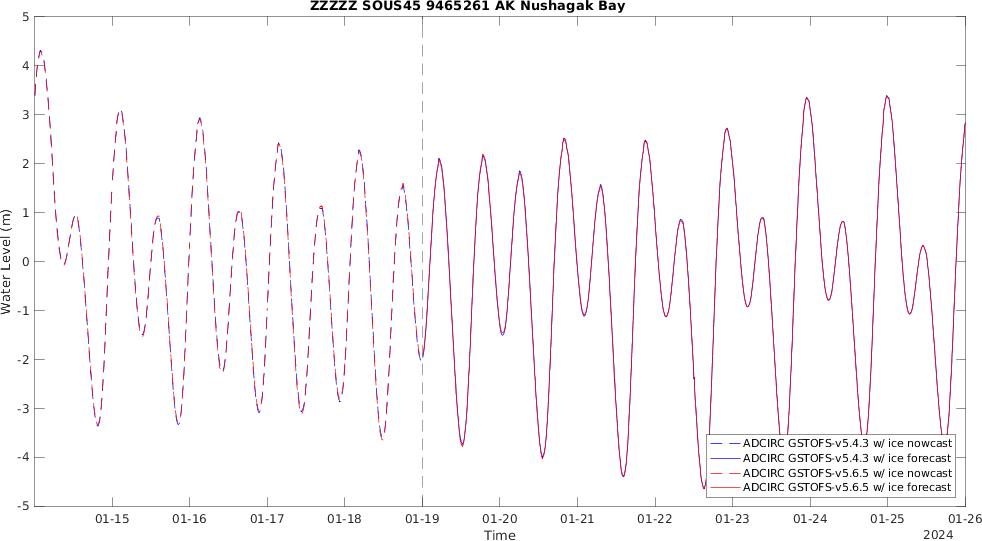 ZZZZZ SOUS45 9465261 AK Nushagak Bay
5
4
3
2
1
0
-1
-2
-3
-4
-5
Water Level (m)
ADCIRC GSTOFS-v5.4.3 w/ ice nowcast
ADCIRC GSTOFS-v5.4.3 w/ ice forecast
ADCIRC GSTOFS-v5.6.5 w/ ice nowcast
ADCIRC GSTOFS-v5.6.5 w/ ice forecast
01-15 01-16 01-17 01-18 01-19 01-20 01-21 01-22 01-23 01-24 01-25 01-26
Time
2024